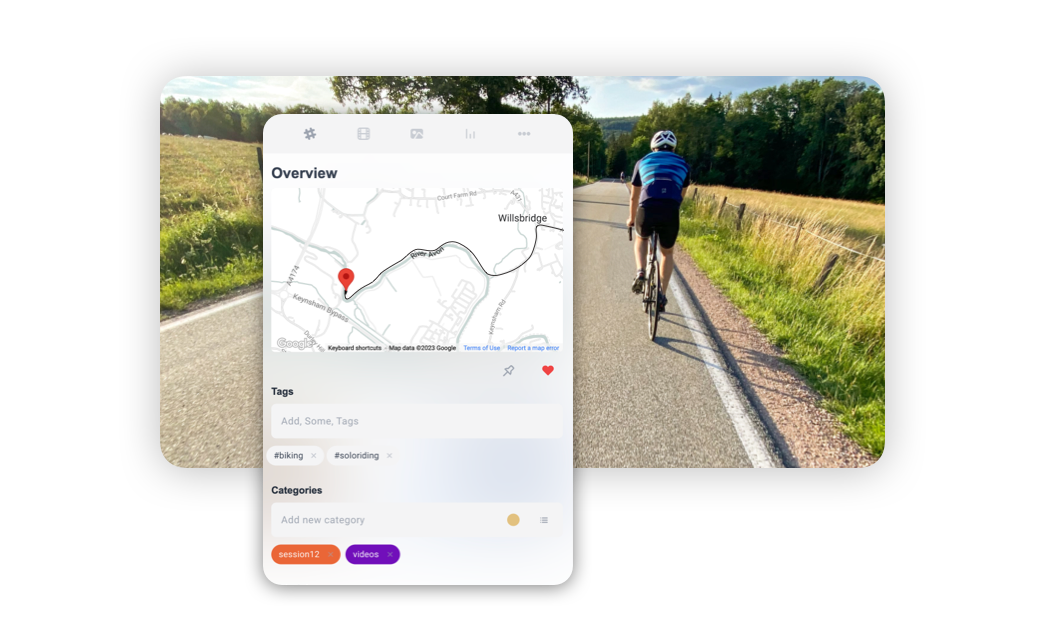 Overview
Court Farm Rd
A431
Willsbridge
River Avon
A4174
Keynsham Bypass
Keynsham Rd
Google
Keyboard shortcuts
Map data ©2023 Google
Terms of Use
Report a map error
Tags
Add, Some, Tags
#biking ×
#soloriding ×
Categories
Add new category
session12 ×
videos ×